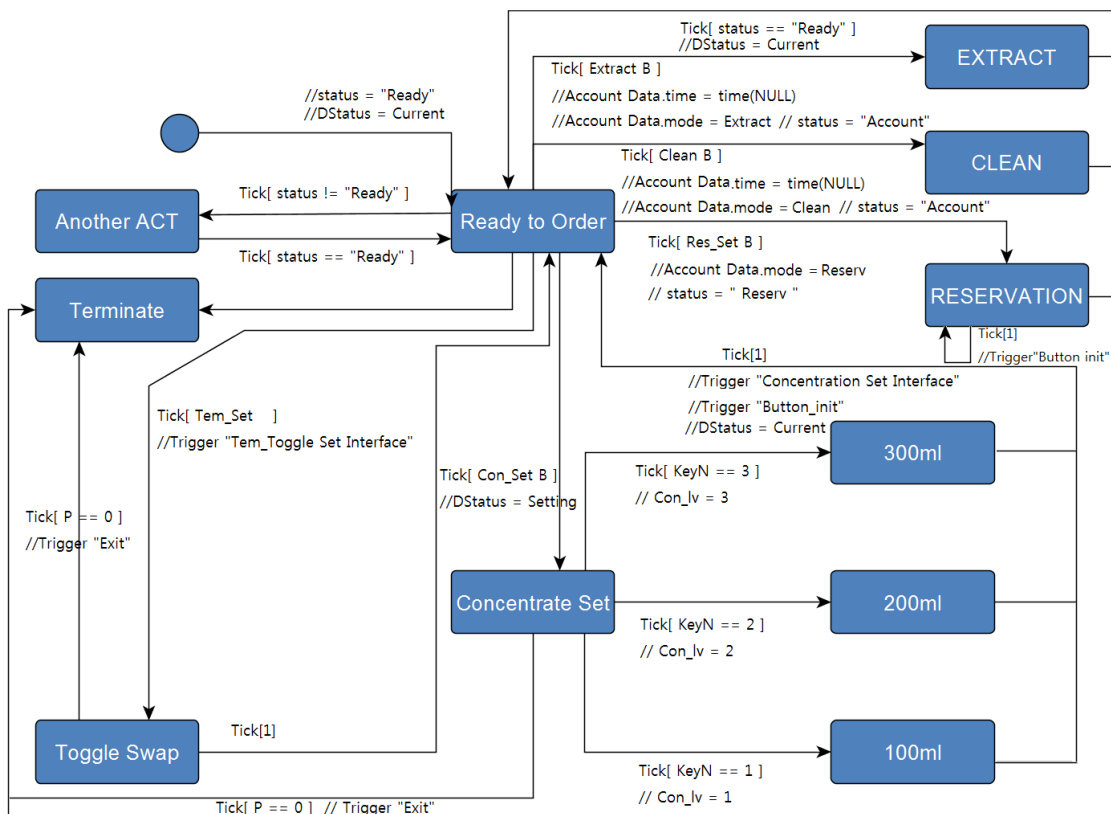 Tick[ status == "Ready" ]
//DStatus = Current
EXTRACT
Tick[ Extract B ]
//Account Data.time = time(NULL)
//Account Data.mode = Extract // status = "Account"
//status = "Ready"
//DStatus = Current
CLEAN
Tick[ Clean B ]
//Account Data.time = time(NULL)
//Account Data.mode = Clean // status = "Account"
Tick[ status != "Ready" ]
Another ACT
Ready to Order
Tick[ status == "Ready" ]
Tick[ Res_Set B ]
//Account Data.mode = Reserv
// status = " Reserv "
RESERVATION
Terminate
Tick[1]
//Trigger"Button init"
Tick[1]
//Trigger "Concentration Set Interface"
//Trigger "Button_init"
//DStatus = Current
Tick[ Tem_Set ]
//Trigger "Tem_Toggle Set Interface"
300ml
Tick[ Con_Set B ]
//DStatus = Setting
Tick[ KeyN == 3 ]
// Con_lv = 3
Tick[ P == 0 ]
//Trigger "Exit"
Concentrate Set
200ml
Tick[ KeyN == 2 ]
// Con_lv = 2
Toggle Swap
Tick[1]
100ml
Tick[ KeyN == 1 ]
// Con_lv = 1
Tick[ P == 0 ] // Trigger "Exit"